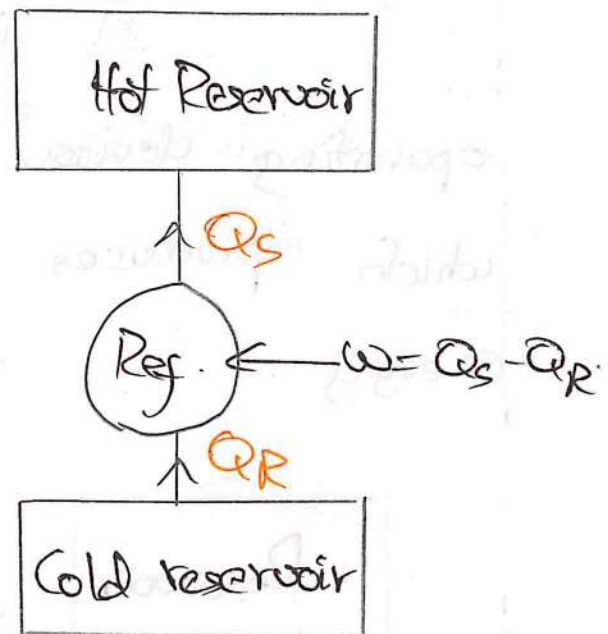 Hot Reservoir
Qs
Ref. W = Qs - QR.
QR
Cold reservoir